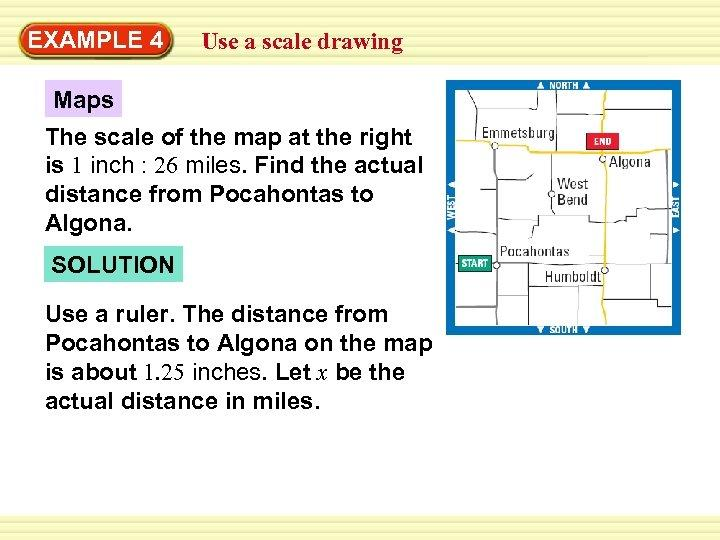 EXAMPLE 4
Use a scale drawing
Maps
The scale of the map at the right
is 1 inch : 26 miles. Find the actual
distance from Pocahontas to
Algona.
SOLUTION
Use a ruler. The distance from
Pocahontas to Algona on the map
is about 1.25 inches. Let x be the
actual distance in miles.
NORTH
Emmetsburg
END
Algona
West
Bend
WEST
EAST
Pocahontas
START
Humboldt
SOUTH